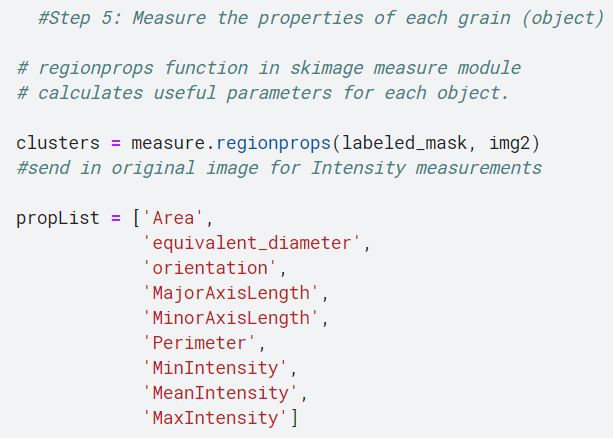 #Step 5: Measure the properties of each grain (object)
# regionprops function in skimage measure module
# calculates useful parameters for each object.
clusters = measure.regionprops(labeled_mask, img2)
#send in original image for Intensity measurements
propList = ['Area',
'equivalent_diameter',
'orientation',
'MajorAxisLength',
'MinorAxisLength',
'Perimeter',
'MinIntensity',
'MeanIntensity',
'MaxIntensity']